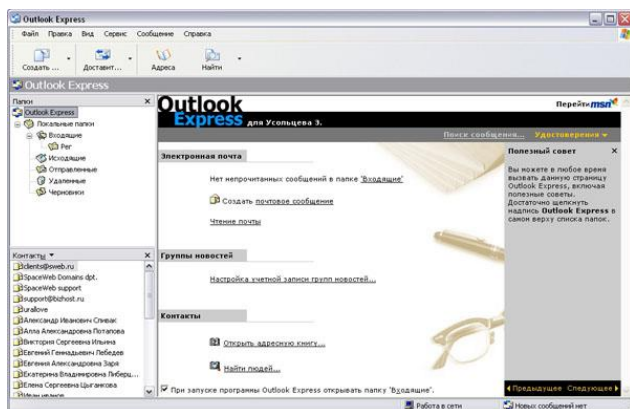 Outlook Express
Файл Правка Вид Сервис Сообщение Справка
Создать ... Доставит... Адреса Найти
Outlook Express
Папки
Outlook Express
Локальные папки
Входящие
Рег
Исходящие
Отправленные
Удаленные
Черновики
Контакты
clients@sweb.ru
SpaceWeb Domains dpt.
SpaceWeb support
support@bizhost.ru
urallove
Александр Иванович Спивак
Алла Александровна Потапова
Виктория Сергеевна Ильина
Евгений Геннадьевич Лебедев
Евгения Александровна Заря
Екатерина Владимировна Либерц...
Елена Сергеевна Цыганкова
Иван иванов
Outlook
Express для Усольцева Э.
Перейти msn
Поиск сообщения... Удостоверения
Электронная почта
Нет непрочитанных сообщений в папке 'Входящие'
Создать почтовое сообщение
Чтение почты
Группы новостей
Настройка учетной записи групп новостей...
Контакты
Открыть адресную книгу...
Найти людей...
При запуске программы Outlook Express открывать папку 'Входящие'.
Полезный совет
Вы можете в любое время
вызвать данную страницу
Outlook Express, включая
полезные советы.
Достаточно щелкнуть
надпись Outlook Express в
самом верху списка папок.
Предыдущее Следующее
Работа в сети
Новых сообщений нет